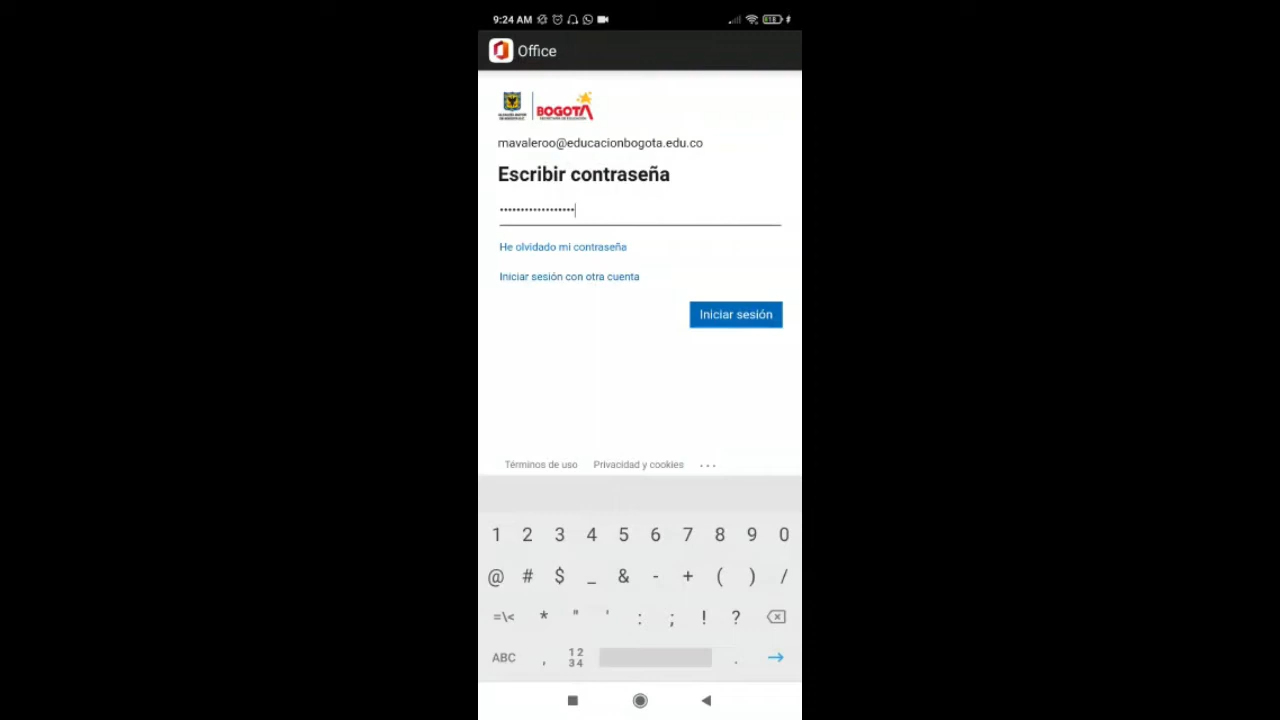 9:24 AM
Office
BOGOTÁ
mavaleroo@educacionbogota.edu.co
Escribir contraseña
••••••••••••••••••
He olvidado mi contraseña
Iniciar sesión con otra cuenta
Iniciar sesión
Términos de uso Privacidad y cookies ...
1 2 3 4 5 6 7 8 9 0
@ # $ _ & - + ( ) /
=\< * " ' : ; ! ?
ABC , 12 34 .